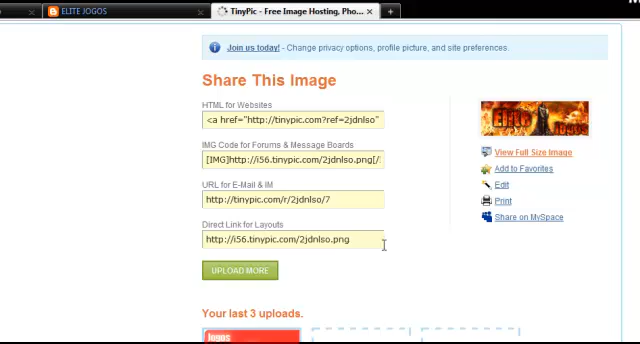 ELITE JOGOS
TinyPic - Free Image Hosting, Pho...
Join us today! - Change privacy options, profile picture, and site preferences.
Share This Image
HTML for Websites
<a href="http://tinypic.com?ref=2jdnlso"
IMG Code for Forums & Message Boards
[IMG]http://i56.tinypic.com/2jdnlso.png[/
URL for E-Mail & IM
http://tinypic.com/r/2jdnlso/7
Direct Link for Layouts
http://i56.tinypic.com/2jdnlso.png
UPLOAD MORE
Elite
Jogos
View Full Size Image
Add to Favorites
Edit
Print
Share on MySpace
Your last 3 uploads.
Jogos